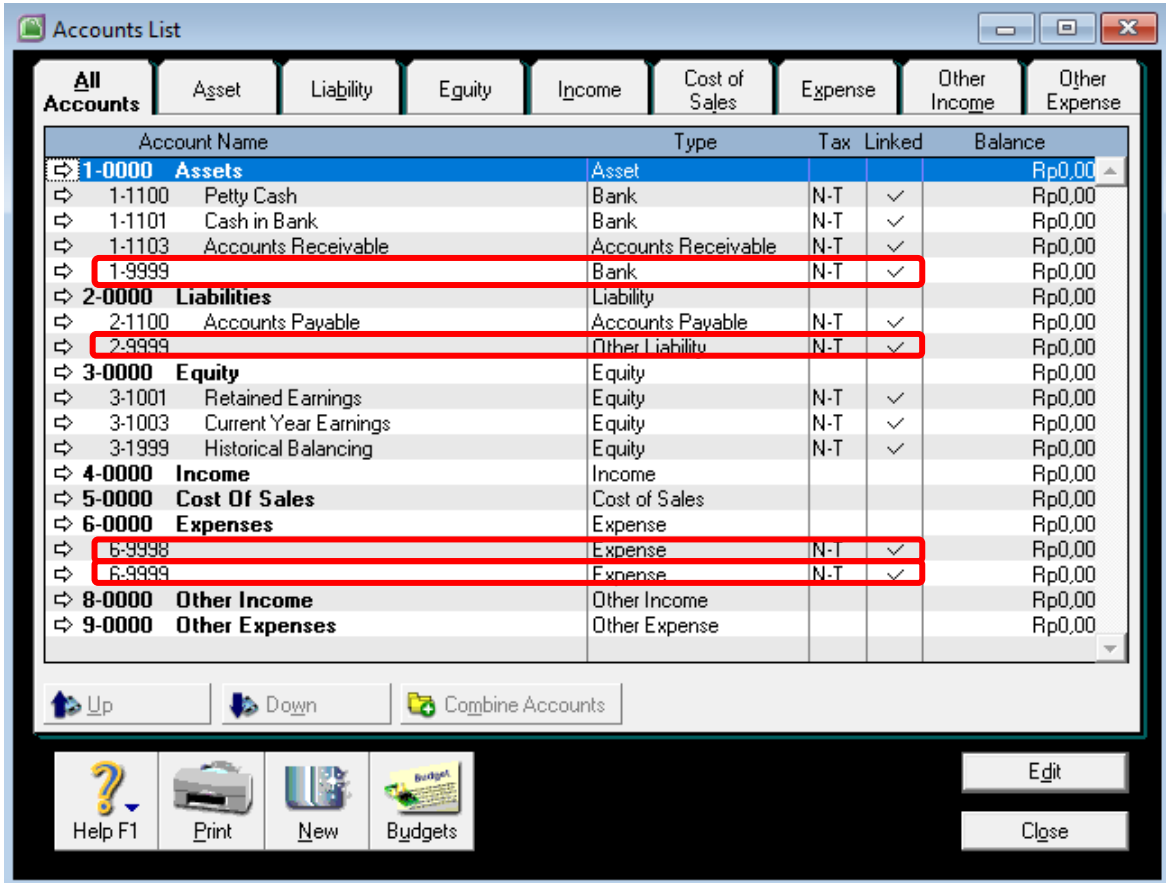 Accounts List
All Accounts Asset Liability Equity Income Cost of Sales Expense Other Income Other Expense
Account Name Type Tax Linked Balance
1-0000 Assets Asset Rp0,00
1-1100 Petty Cash Bank N-T ✓ Rp0,00
1-1101 Cash in Bank Bank N-T ✓ Rp0,00
1-1103 Accounts Receivable Accounts Receivable N-T ✓ Rp0,00
1-9999 Bank N-T ✓ Rp0,00
2-0000 Liabilities Liability Rp0,00
2-1100 Accounts Payable Accounts Payable N-T ✓ Rp0,00
2-9999 Other Liability N-T ✓ Rp0,00
3-0000 Equity Equity Rp0,00
3-1001 Retained Earnings Equity N-T ✓ Rp0,00
3-1003 Current Year Earnings Equity N-T ✓ Rp0,00
3-1999 Historical Balancing Equity N-T ✓ Rp0,00
4-0000 Income Income Rp0,00
5-0000 Cost Of Sales Cost of Sales Rp0,00
6-0000 Expenses Expense Rp0,00
6-9998 Expense N-T ✓ Rp0,00
6-9999 Expense N-T ✓ Rp0,00
8-0000 Other Income Other Income Rp0,00
9-0000 Other Expenses Other Expense Rp0,00
Up Down Combine Accounts
Budget
Edit
Help F1 Print New Budgets
Close